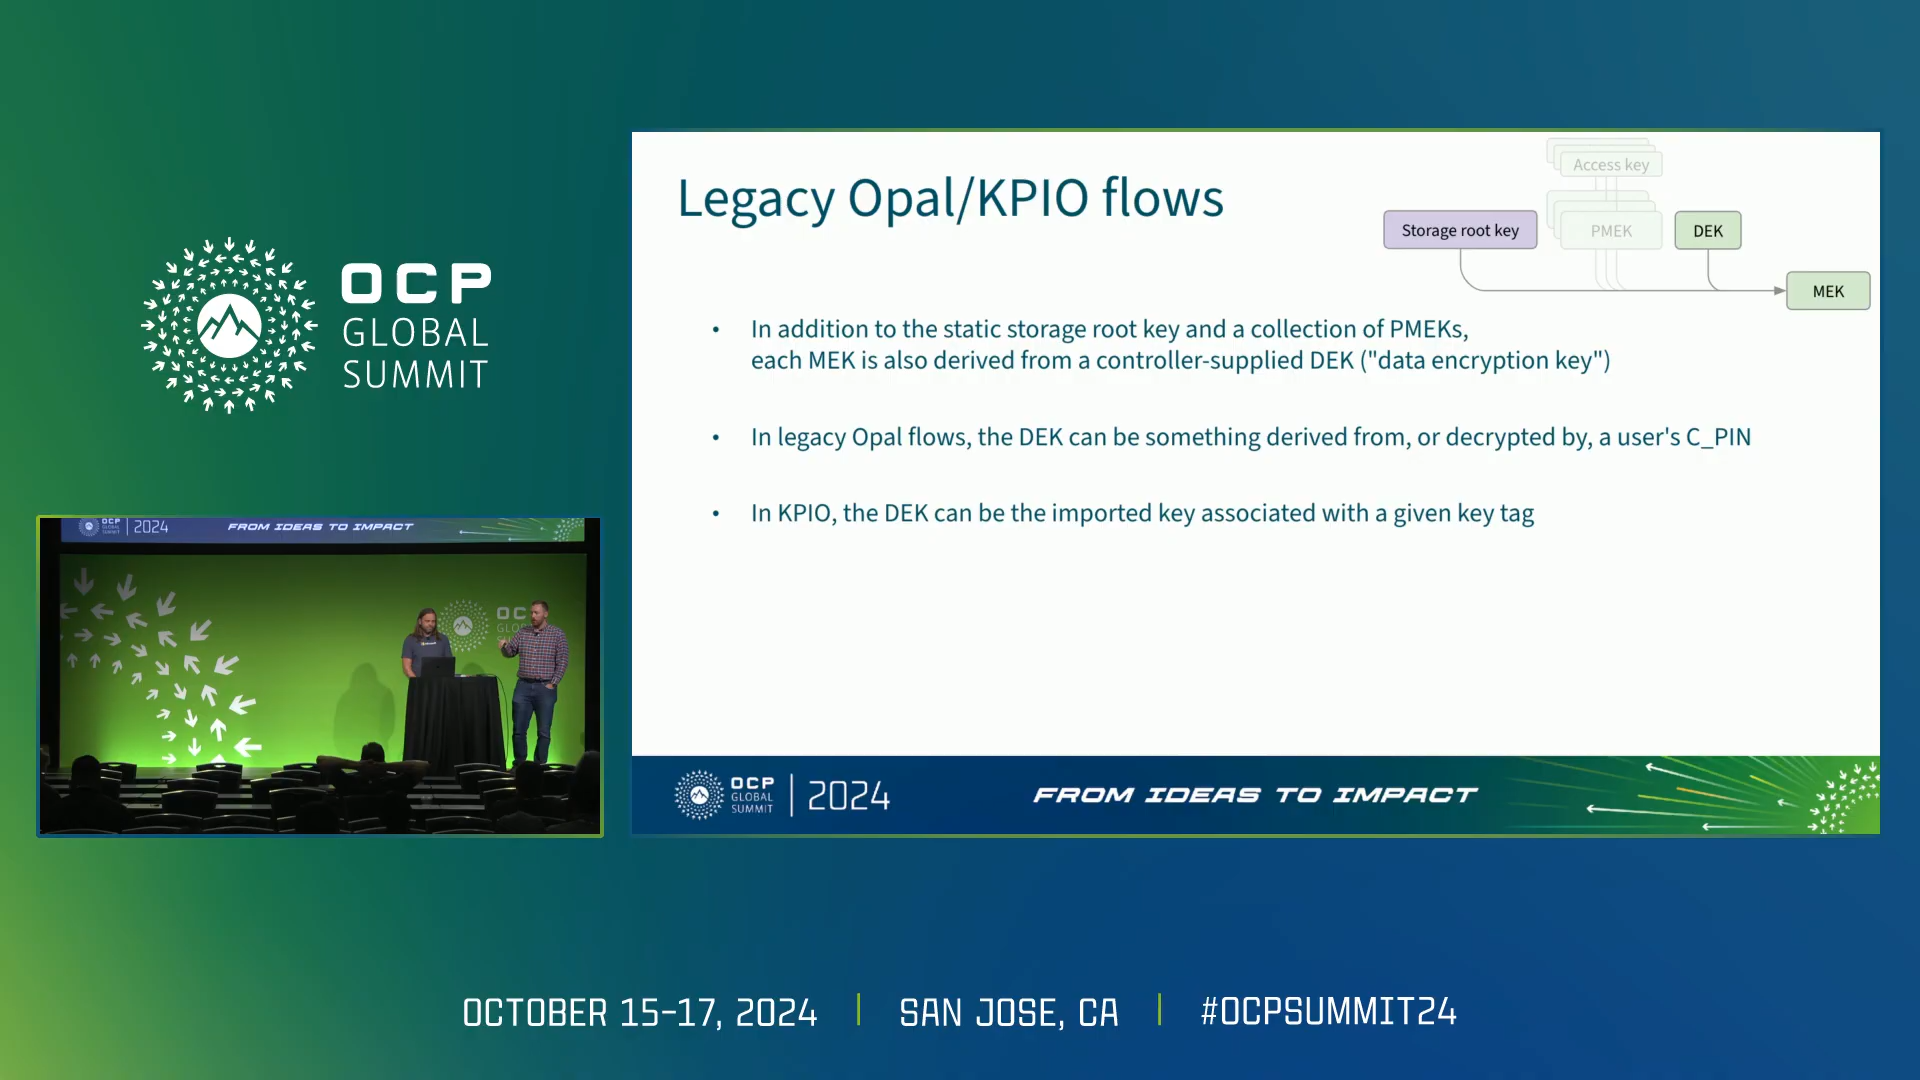 OCP
GLOBAL
SUMMIT
Legacy Opal/KPIO flows
Access key
Storage root key
PMEK
DEK
MEK
• In addition to the static storage root key and a collection of PMEKs,
each MEK is also derived from a controller-supplied DEK ("data encryption key")
• In legacy Opal flows, the DEK can be something derived from, or decrypted by, a user's C_PIN
• In KPIO, the DEK can be the imported key associated with a given key tag
OCP
GLOBAL
SUMMIT
2024
FROM IDEAS TO IMPACT
OCP
2024
FROM IDEAS TO IMPACT
OCTOBER 15-17, 2024
SAN JOSE, CA
#OCPSUMMIT24